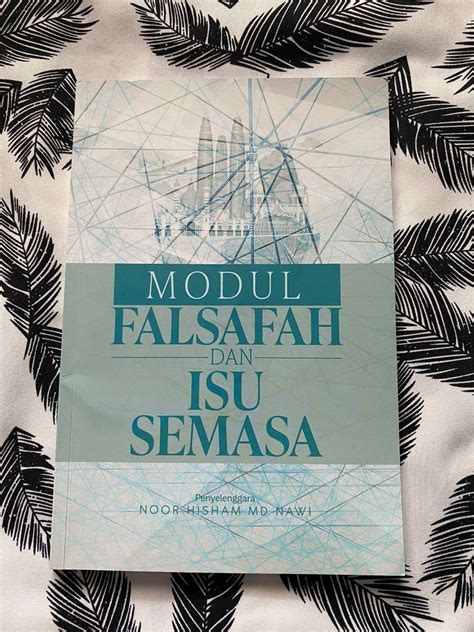 MODUL
FALSAFAH
DAN
ISU
SEMASA
Penyelenggara
NOOR HISHAM MD NAWI